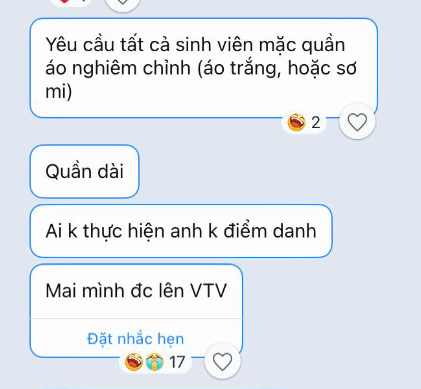 Yêu cầu tất cả sinh viên mặc quần
áo nghiêm chỉnh (áo trắng, hoặc sơ
mi)
2
Quần dài
Ai k thực hiện anh k điểm danh
Mai mình đc lên VTV
Đặt nhắc hẹn
17